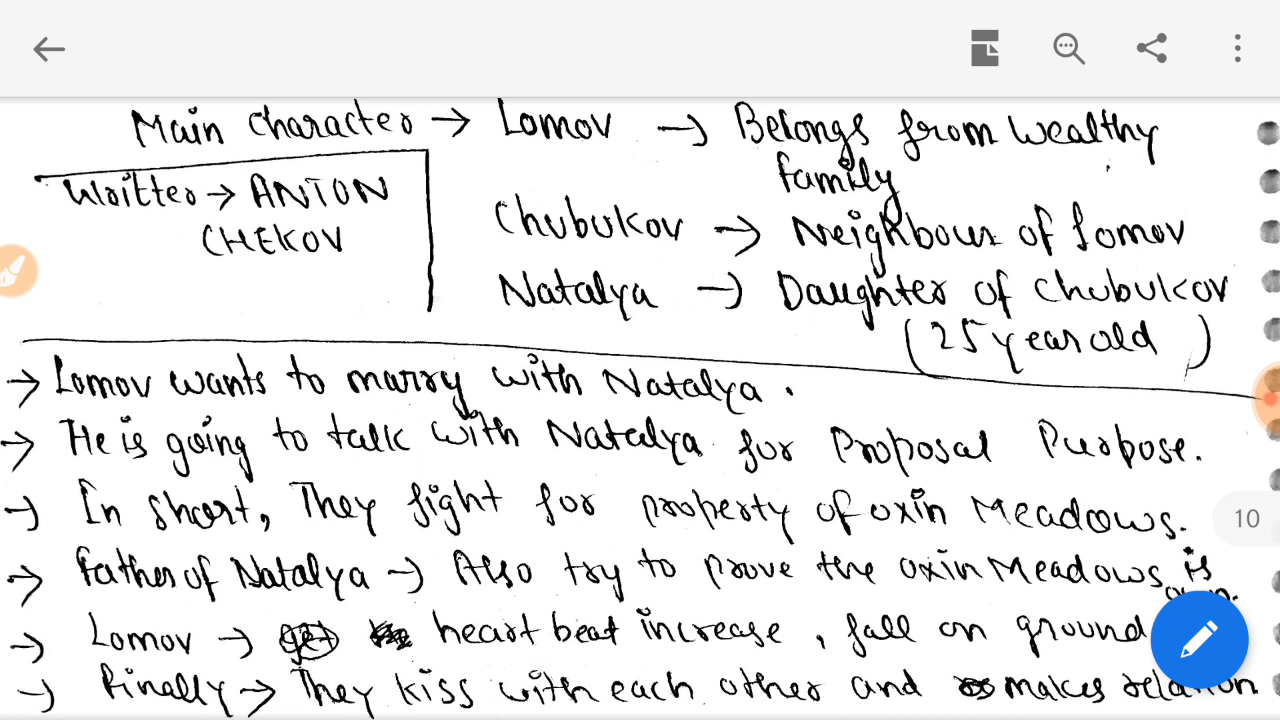 Main character → Lomov → Belongs from wealthy
family
Writter → ANTON
CHEKOV
Chubukov → Neighbour of Lomov
Natalya → Daughter of Chubukov
(25 year old)
→ Lomov wants to marry with Natalya.
→ He is going to talk with Natalya for Proposal Purpose.
→ In short, They fight for property of oxin Meadows.
10
→ father of Natalya → Also try to prove the oxin Meadows is
→ Lomov → heart beat increase, fall on ground
→ Finally → They kiss with each other and makes relation